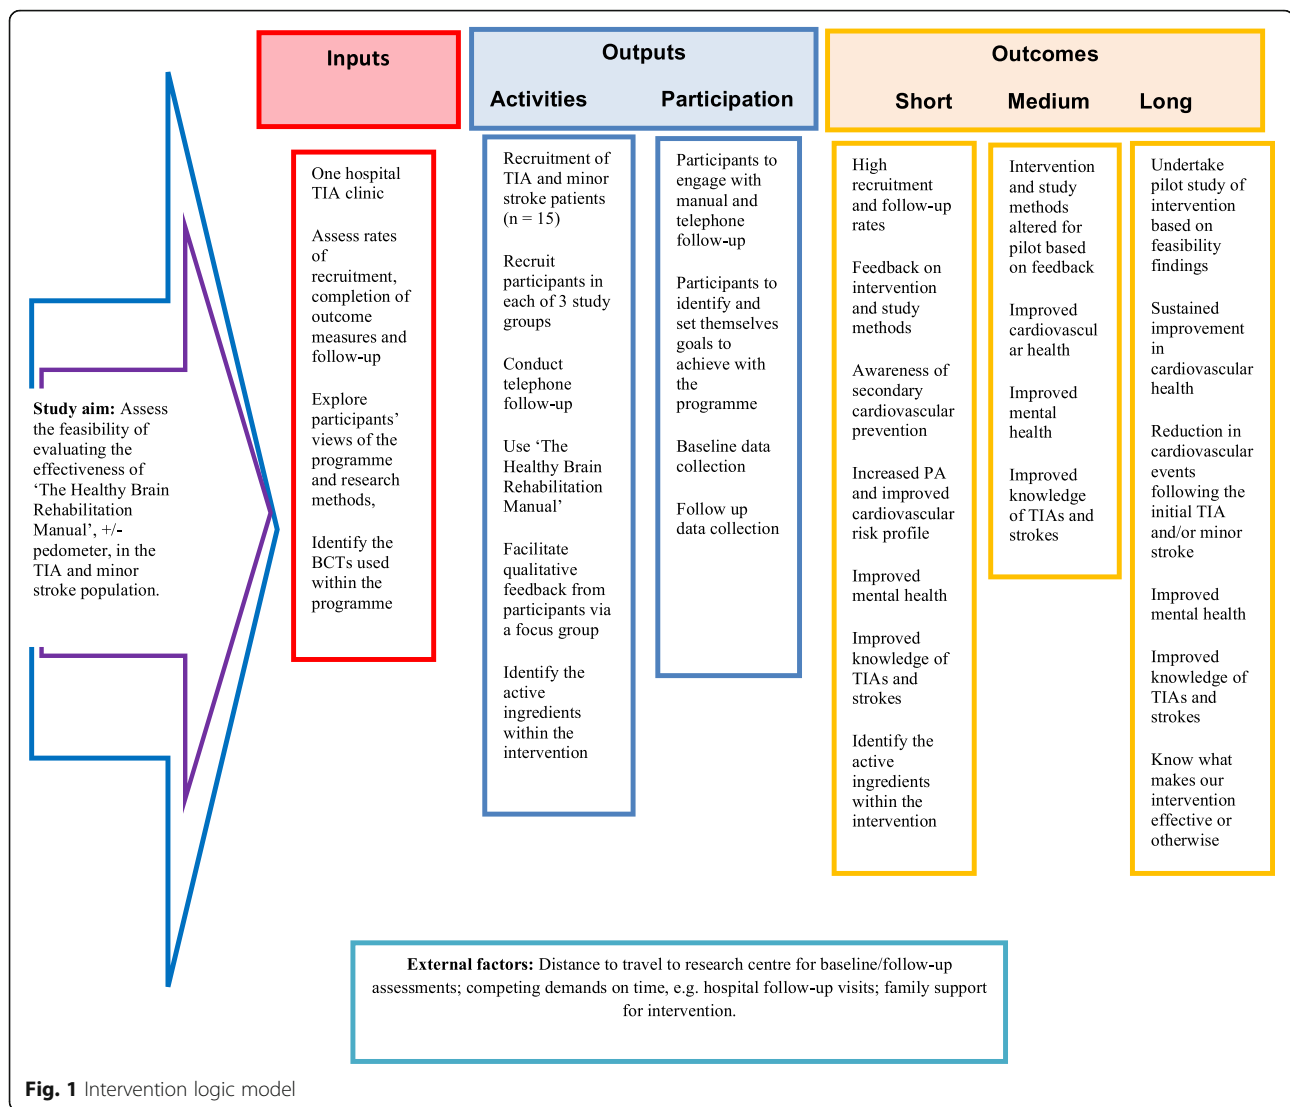 Inputs
Outputs
Activities Participation
Outcomes
Short Medium Long
Study aim: Assess
the feasibility of
evaluating the
effectiveness of
‘The Healthy Brain
Rehabilitation
Manual’, +/-
pedometer, in the
TIA and minor
stroke population.
One hospital
TIA clinic
Assess rates
of
recruitment,
completion of
outcome
measures and
follow-up
Explore
participants’
views of the
programme
and research
methods,
Identify the
BCTs used
within the
programme
Recruitment of
TIA and minor
stroke patients
(n = 15)
Recruit
participants in
each of 3 study
groups
Conduct
telephone
follow-up
Use ‘The
Healthy Brain
Rehabilitation
Manual’
Facilitate
qualitative
feedback from
participants via
a focus group
Identify the
active
ingredients
within the
intervention
Participants to
engage with
manual and
telephone
follow-up
Participants to
identify and
set themselves
goals to
achieve with
the
programme
Baseline data
collection
Follow up
data collection
High
recruitment
and follow-up
rates
Feedback on
intervention
and study
methods
Awareness of
secondary
cardiovascular
prevention
Increased PA
and improved
cardiovascular
risk profile
Improved
mental health
Improved
knowledge of
TIAs and
strokes
Identify the
active
ingredients
within the
intervention
Intervention
and study
methods
altered for
pilot based
on feedback
Improved
cardiovascul
ar health
Improved
mental
health
Improved
knowledge
of TIAs and
strokes
Undertake
pilot study of
intervention
based on
feasibility
findings
Sustained
improvement
in
cardiovascular
health
Reduction in
cardiovascular
events
following the
initial TIA
and/or minor
stroke
Improved
mental health
Improved
knowledge of
TIAs and
strokes
Know what
makes our
intervention
effective or
otherwise
External factors: Distance to travel to research centre for baseline/follow-up
assessments; competing demands on time, e.g. hospital follow-up visits; family support
for intervention.
Fig. 1 Intervention logic model